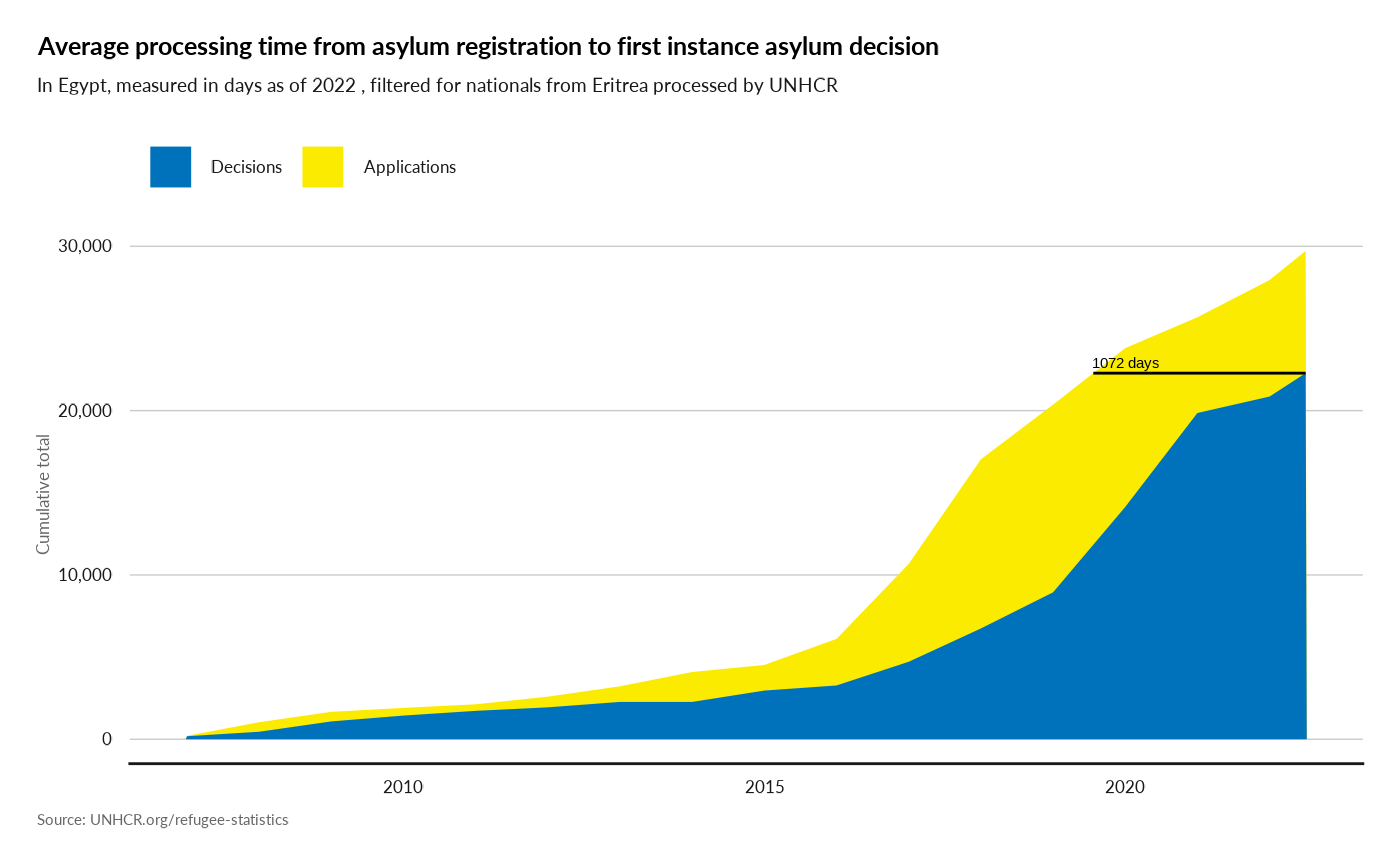 Average processing time from asylum registration to first instance asylum decision
In Egypt, measured in days as of 2022 , filtered for nationals from Eritrea processed by UNHCR
Decisions
Applications
30,000
1072 days
20,000
Cumulative total
10,000
0
2010
2015
2020
Source: UNHCR.org/refugee-statistics